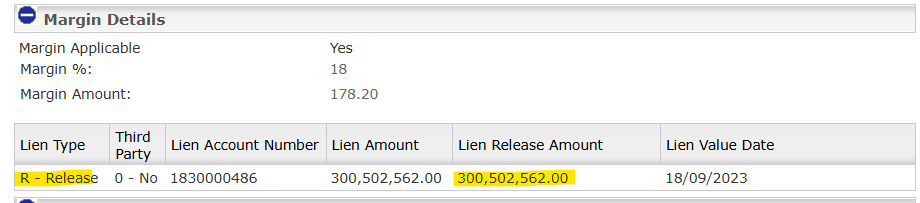 Margin Details
Margin Applicable Yes
Margin %: 18
Margin Amount: 178.20
Lien Type Third Party Lien Account Number Lien Amount Lien Release Amount Lien Value Date
R - Release 0 - No 1830000486 300,502,562.00 300,502,562.00 18/09/2023